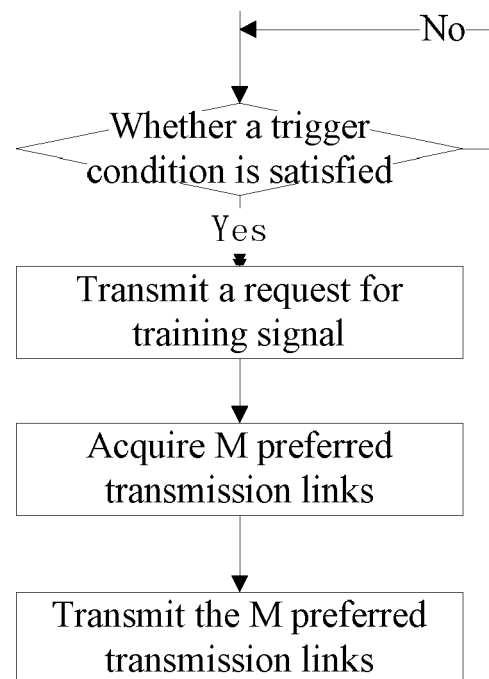 No
Whether a trigger
condition is satisfied
Yes
Transmit a request for
training signal
Acquire M preferred
transmission links
Transmit the M preferred
transmission links